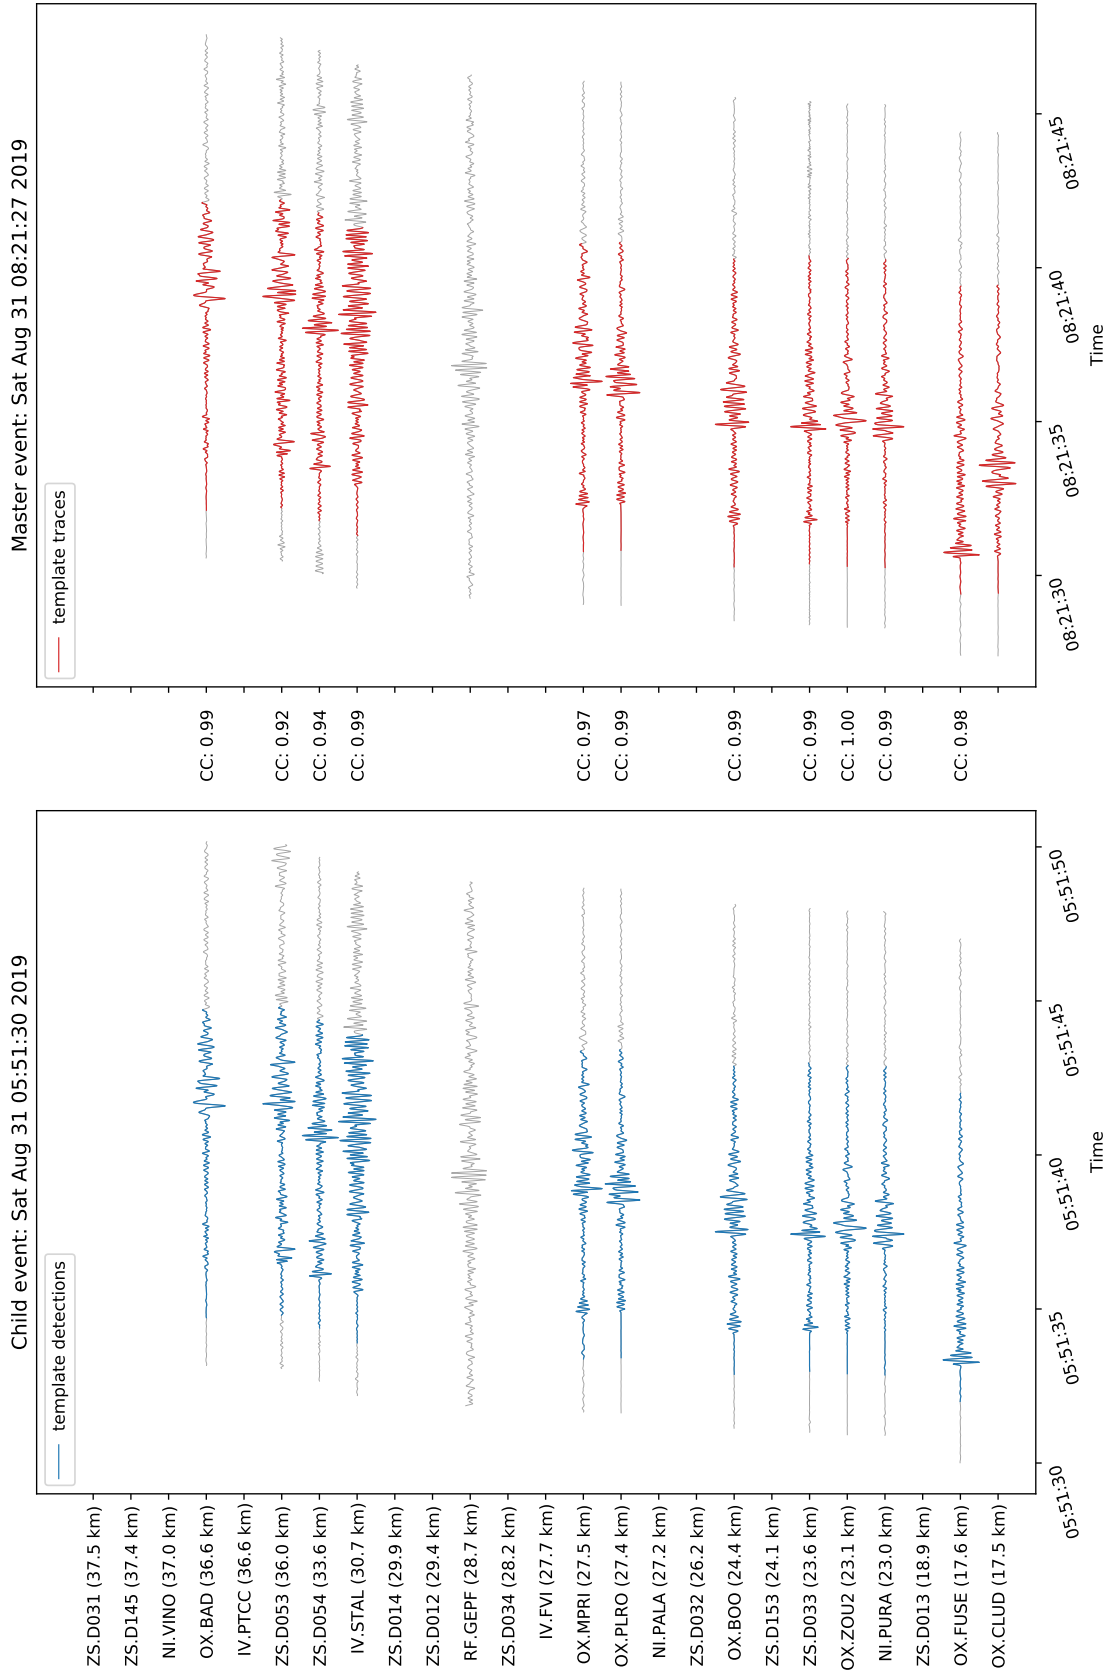 Child event: Sat Aug 31 05:51:30 2019
template detections
ZS.D031 (37.5 km)
ZS.D145 (37.4 km)
NI.VINO (37.0 km)
OX.BAD (36.6 km)
IV.PTCC (36.6 km)
ZS.D053 (36.0 km)
ZS.D054 (33.6 km)
IV.STAL (30.7 km)
ZS.D014 (29.9 km)
ZS.D012 (29.4 km)
RF.GEPF (28.7 km)
ZS.D034 (28.2 km)
IV.FVI (27.7 km)
OX.MPRI (27.5 km)
OX.PLRO (27.4 km)
NI.PALA (27.2 km)
ZS.D032 (26.2 km)
OX.BOO (24.4 km)
ZS.D153 (24.1 km)
ZS.D033 (23.6 km)
OX.ZOU2 (23.1 km)
NI.PURA (23.0 km)
ZS.D013 (18.9 km)
OX.FUSE (17.6 km)
OX.CLUD (17.5 km)
05:51:30
05:51:35
05:51:40
05:51:45
05:51:50
Time
Master event: Sat Aug 31 08:21:27 2019
template traces
CC: 0.99
CC: 0.92
CC: 0.94
CC: 0.99
CC: 0.97
CC: 0.99
CC: 0.99
CC: 0.99
CC: 1.00
CC: 0.99
CC: 0.98
08:21:30
08:21:35
08:21:40
08:21:45
Time